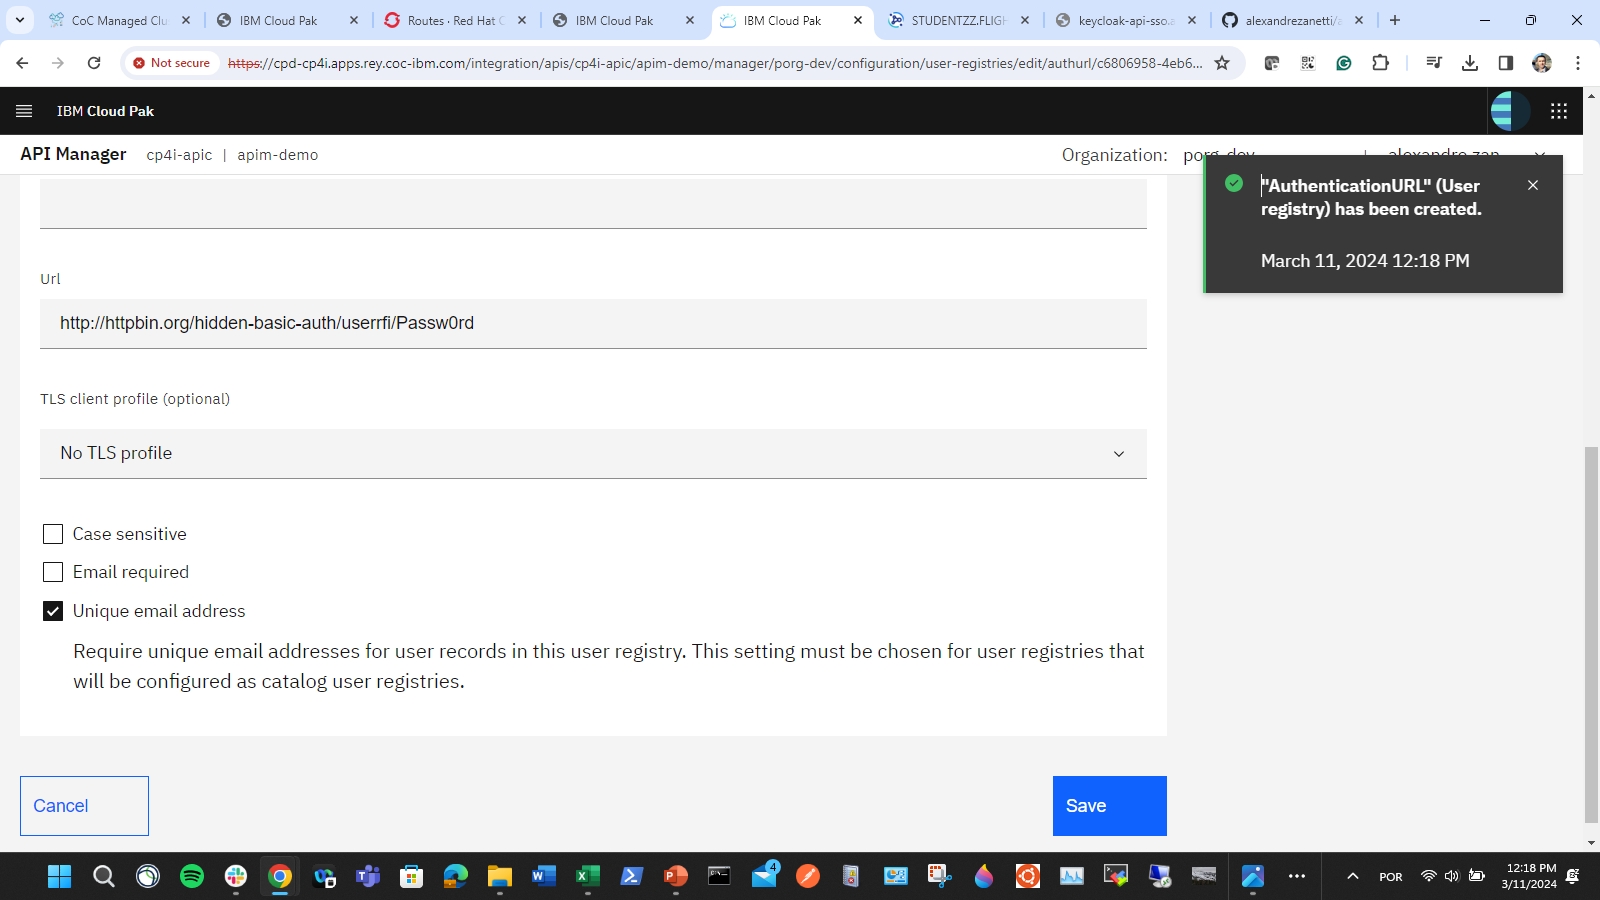 CoC Managed Clu
IBM Cloud Pak
Routes · Red Hat C
IBM Cloud Pak
IBM Cloud Pak
STUDENTZZ.FLIGH
keycloak-api-sso.a
alexandrezanetti/a
Not secure
https://cpd-cp4i.apps.rey.coc-ibm.com/integration/apis/cp4i-apic/apim-demo/manager/porg-dev/configuration/user-registries/edit/authurl/c6806958-4eb6...
IBM Cloud Pak
API Manager cp4i-apic | apim-demo
Organization: porg-dev | alexandre-zan
"AuthenticationURL" (User
registry) has been created.
March 11, 2024 12:18 PM
Url
http://httpbin.org/hidden-basic-auth/userrfi/Passw0rd
TLS client profile (optional)
No TLS profile
Case sensitive
Email required
Unique email address
Require unique email addresses for user records in this user registry. This setting must be chosen for user registries that
will be configured as catalog user registries.
Cancel
Save
4
POR
12:18 PM
3/11/2024